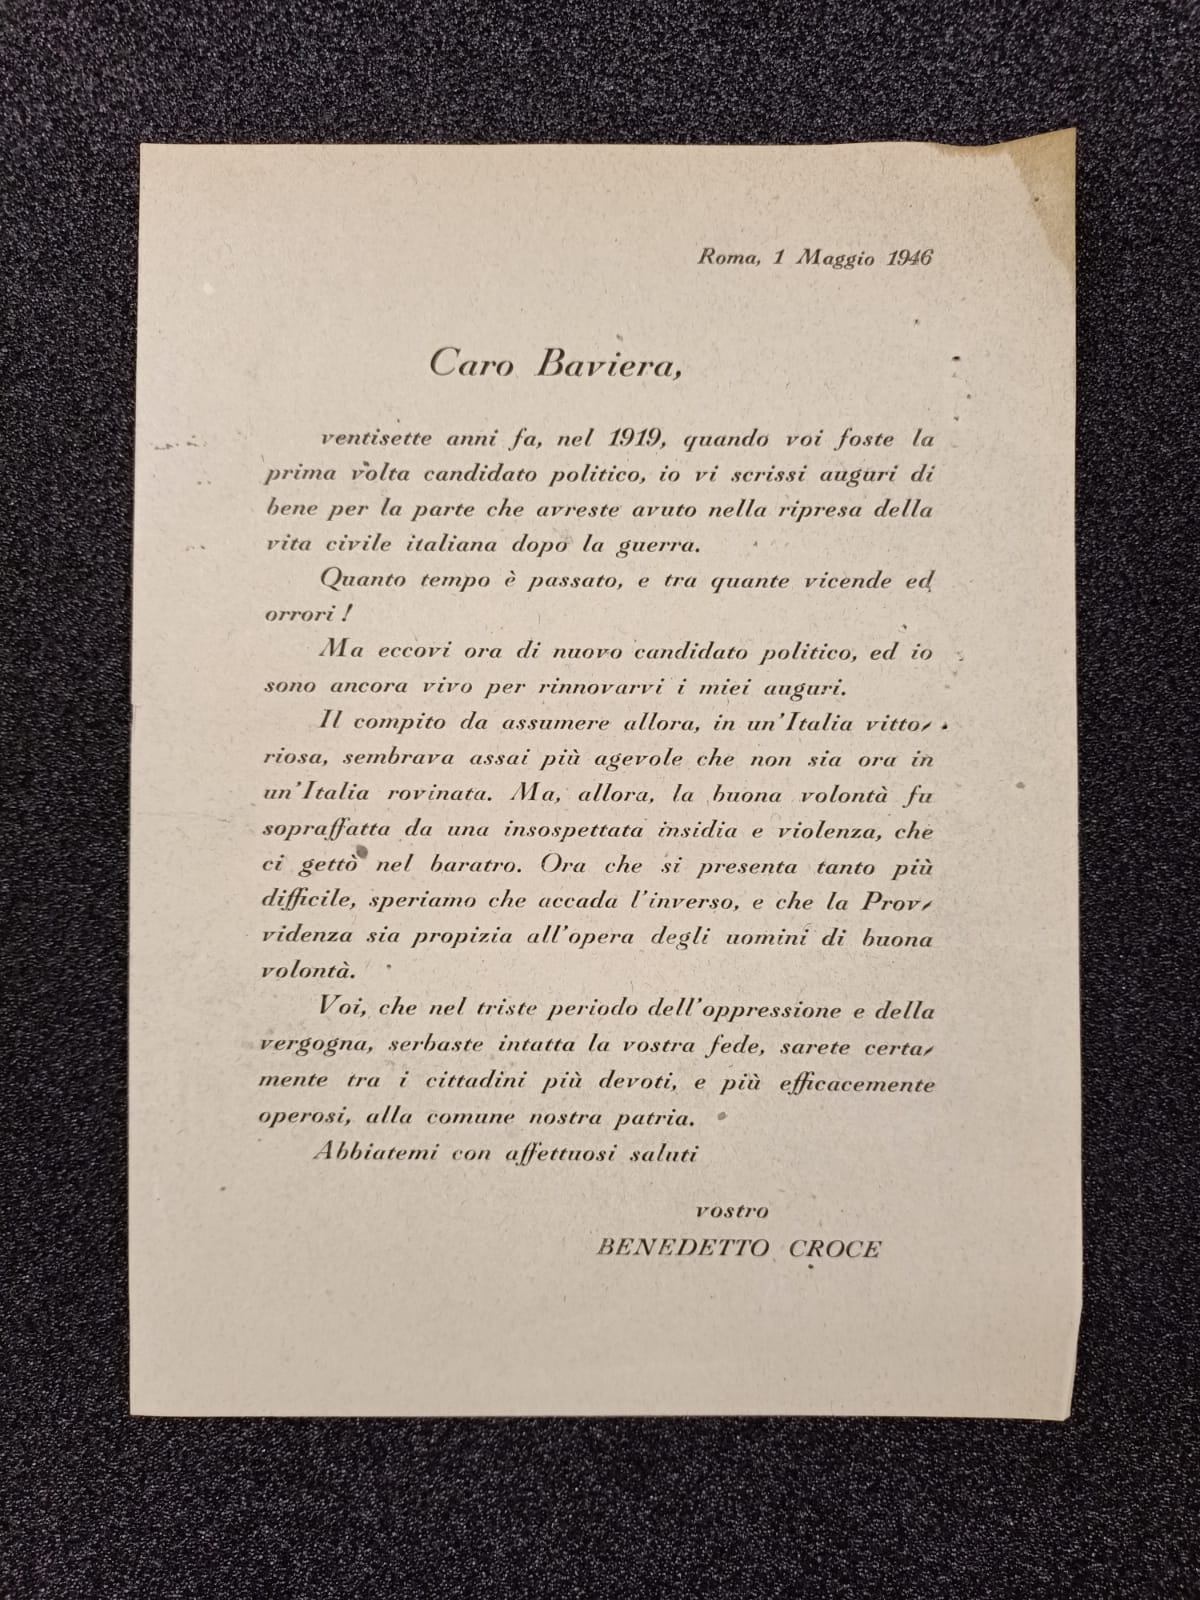 Roma, 1 Maggio 1946
Caro Baviera,
ventisette anni fa, nel 1919, quando voi foste la
prima volta candidato politico, io vi scrissi auguri di
bene per la parte che avreste avuto nella ripresa della
vita civile italiana dopo la guerra.
Quanto tempo è passato, e tra quante vicende ed
orrori !
Ma eccovi ora di nuovo candidato politico, ed io
sono ancora vivo per rinnovarvi i miei auguri.
Il compito da assumere allora, in un'Italia vitto-
riosa, sembrava assai più agevole che non sia ora in
un'Italia rovinata. Ma, allora, la buona volontà fu
sopraffatta da una insospettata insidia e violenza, che
ci gettò nel baratro. Ora che si presenta tanto più
difficile, speriamo che accada l'inverso, e che la Prov-
videnza sia propizia all'opera degli uomini di buona
volontà.
Voi, che nel triste periodo dell'oppressione e della
vergogna, serbaste intatta la vostra fede, sarete certa-
mente tra i cittadini più devoti, e più efficacemente
operosi, alla comune nostra patria.
Abbiatemi con affettuosi saluti
vostro
BENEDETTO CROCE